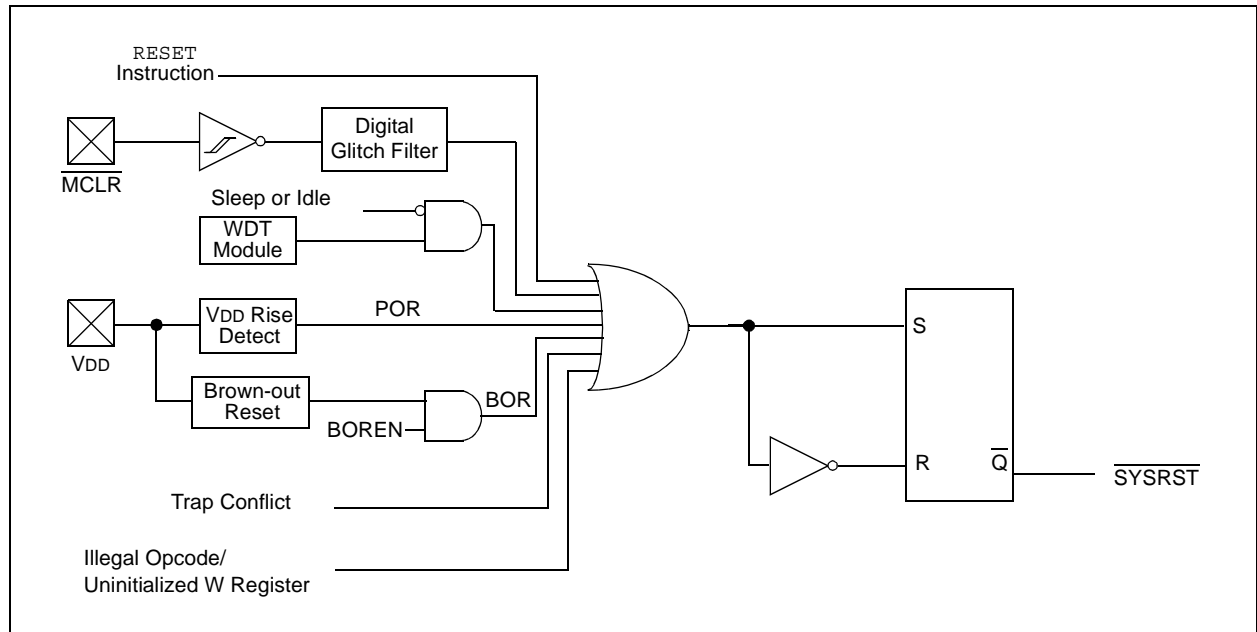 RESET
Instruction
Digital
Glitch Filter
MCLR
Sleep or Idle
WDT
Module
VDD Rise
Detect
POR
VDD
Brown-out
Reset
BOR
BOREN
S
R
Q
SYSRST
Trap Conflict
Illegal Opcode/
Uninitialized W Register